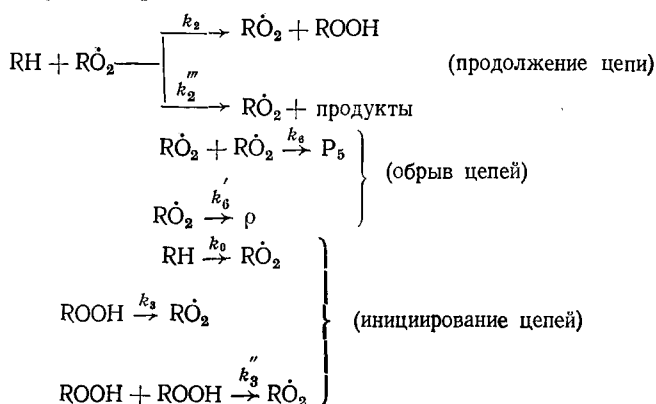 k₂
RH + RȮ₂ → RȮ₂ + ROOH
(продолжение цепи)
k₂‴
→ RȮ₂ + продукты
RȮ₂ + RȮ₂ →k₆ P₅
(обрыв цепей)
RȮ₂ →k₆′ ρ
RH →k₀ RȮ₂
ROOH →k₃ RȮ₂
(инициирование цепей)
ROOH + ROOH →k₃″ RȮ₂